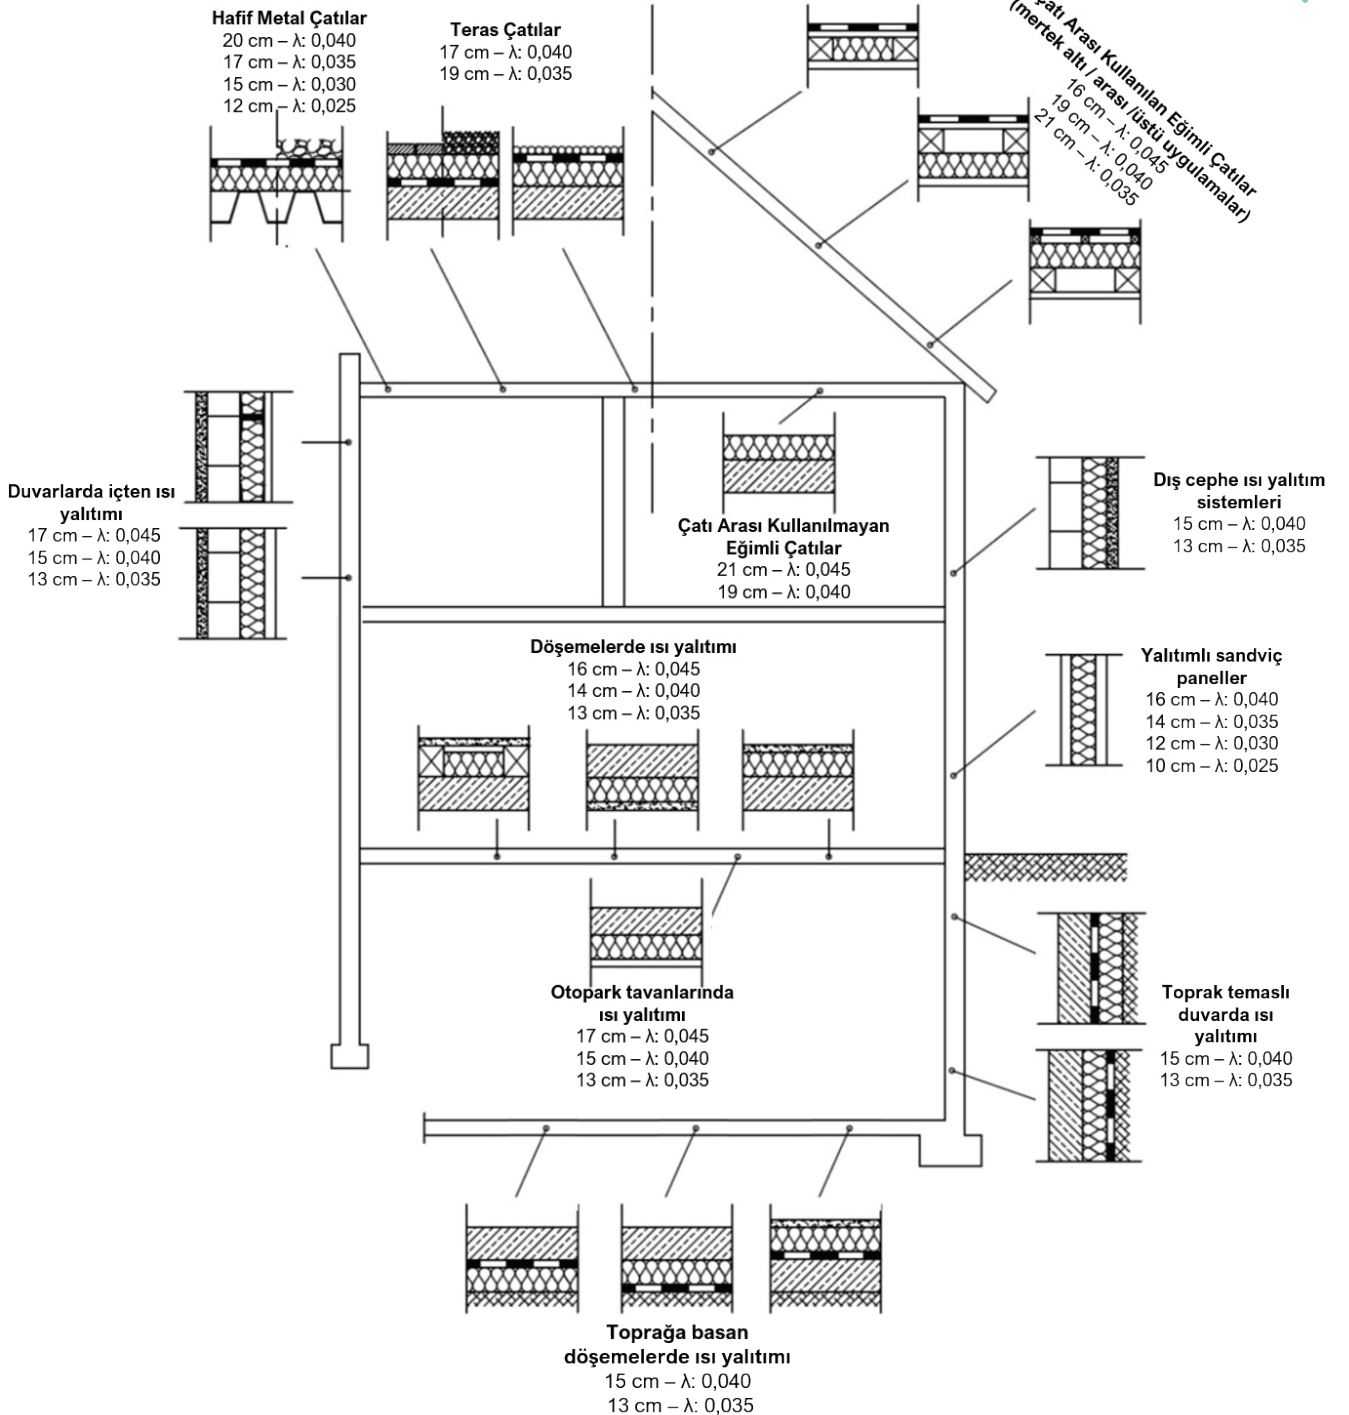 Hafif Metal Çatılar
20 cm – λ: 0,040
17 cm – λ: 0,035
15 cm – λ: 0,030
12 cm – λ: 0,025
Teras Çatılar
17 cm – λ: 0,040
19 cm – λ: 0,035
Çatı Arası Kullanılan Eğimli Çatılar
(mertek altı / arası /üstü uygulamalar)
16 cm – λ: 0,045
19 cm – λ: 0,040
21 cm – λ: 0,035
Duvarlarda içten ısı
yalıtımı
17 cm – λ: 0,045
15 cm – λ: 0,040
13 cm – λ: 0,035
Çatı Arası Kullanılmayan
Eğimli Çatılar
21 cm – λ: 0,045
19 cm – λ: 0,040
Dış cephe ısı yalıtım
sistemleri
15 cm – λ: 0,040
13 cm – λ: 0,035
Döşemelerde ısı yalıtımı
16 cm – λ: 0,045
14 cm – λ: 0,040
13 cm – λ: 0,035
Yalıtımlı sandviç
paneller
16 cm – λ: 0,040
14 cm – λ: 0,035
12 cm – λ: 0,030
10 cm – λ: 0,025
Otopark tavanlarında
ısı yalıtımı
17 cm – λ: 0,045
15 cm – λ: 0,040
13 cm – λ: 0,035
Toprak temaslı
duvarda ısı
yalıtımı
15 cm – λ: 0,040
13 cm – λ: 0,035
Toprağa basan
döşemelerde ısı yalıtımı
15 cm – λ: 0,040
13 cm – λ: 0,035